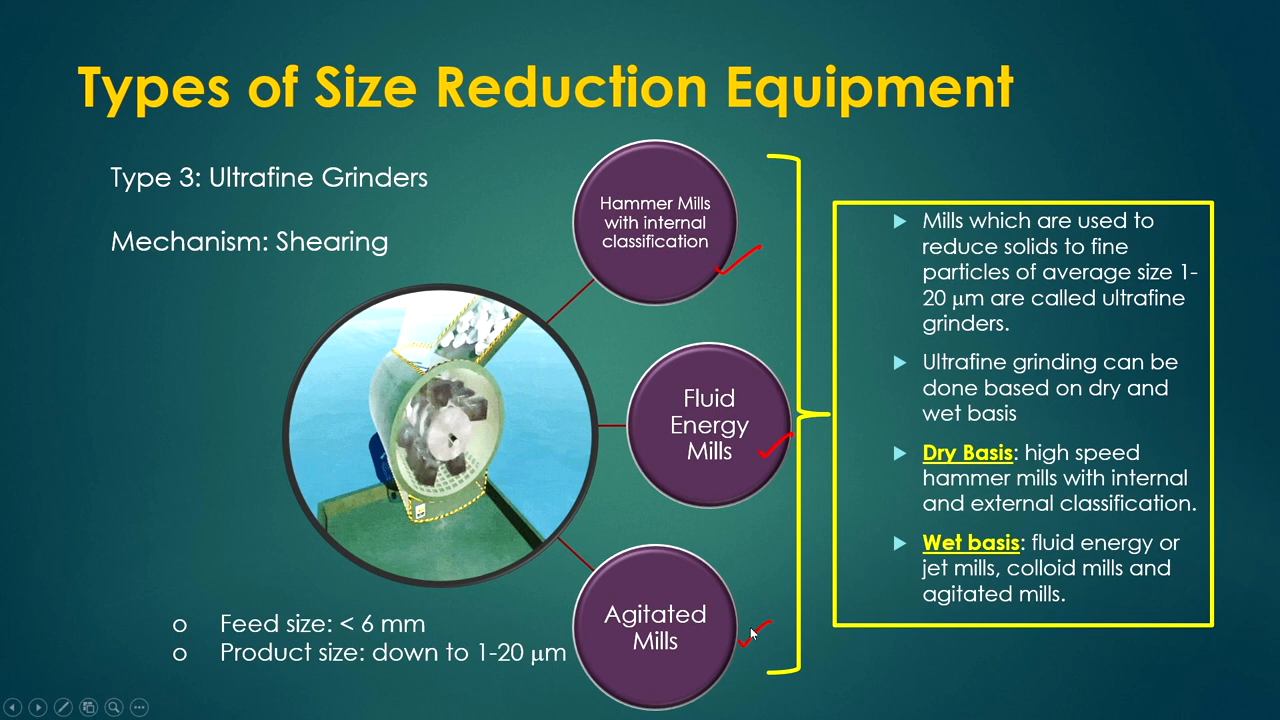 Types of Size Reduction Equipment
Type 3: Ultrafine Grinders
Mechanism: Shearing
Hammer Mills
with internal
classification
Fluid
Energy
Mills
Agitated
Mills
o Feed size: < 6 mm
o Product size: down to 1-20 μm
Mills which are used to
reduce solids to fine
particles of average size 1-
20 μm are called ultrafine
grinders.
Ultrafine grinding can be
done based on dry and
wet basis
Dry Basis: high speed
hammer mills with internal
and external classification.
Wet basis: fluid energy or
jet mills, colloid mills and
agitated mills.